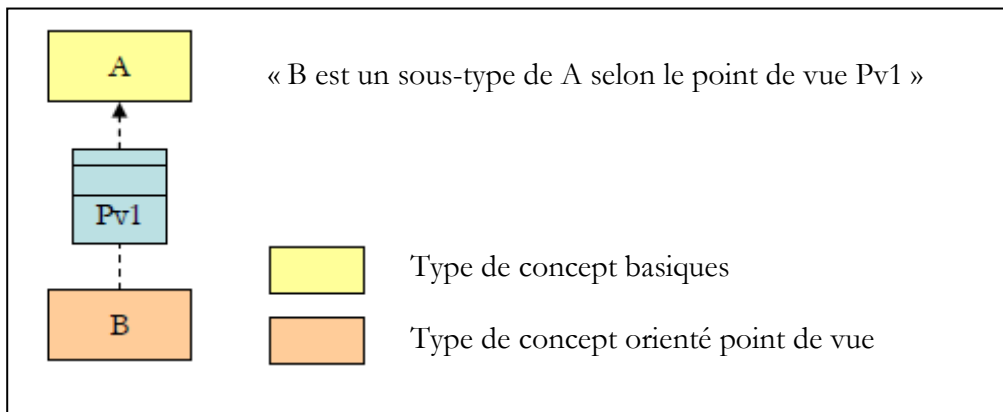 A
« B est un sous-type de A selon le point de vue Pv1 »
Pv1
Type de concept basiques
B
Type de concept orienté point de vue